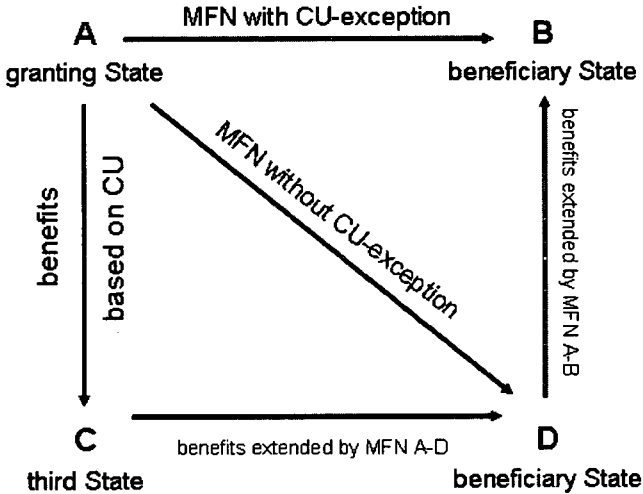 MFN with CU-exception
A
B
granting State
beneficiary State
benefits
based on CU
MFN without CU-exception
benefits extended by MFN A-B
C
D
benefits extended by MFN A-D
third State
beneficiary State